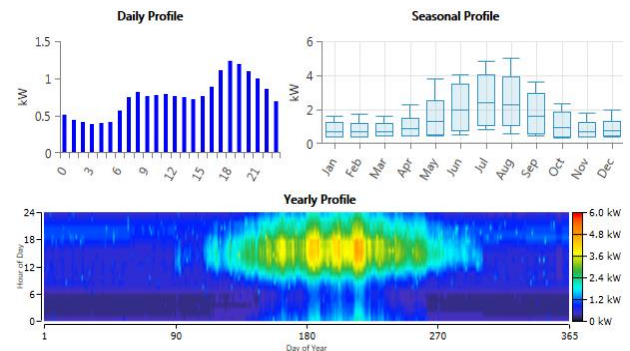 Daily Profile
1.5
1
0.5
0
kW
0 3 6 9 12 15 18 21
Seasonal Profile
6
4
2
0
kW
Jan Feb Mar Apr May Jun Jul Aug Sep Oct Nov Dec
Yearly Profile
24
18
12
6
0
Hour of Day
1 90 180 270 365
Day of Year
6.0 kW
4.8 kW
3.6 kW
2.4 kW
1.2 kW
0 kW